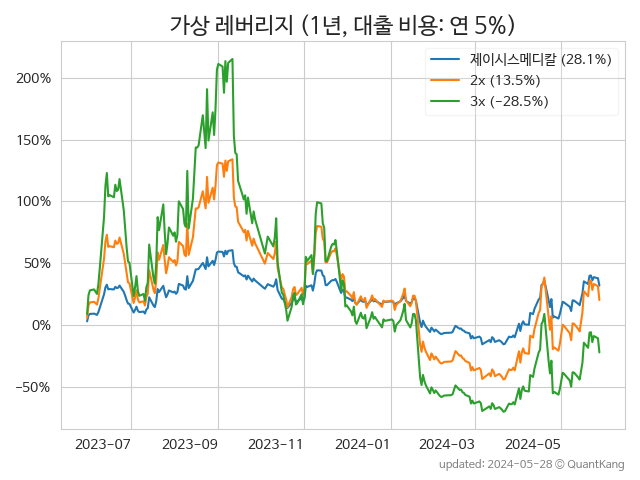 가상 레버리지 (1년, 대출 비용: 연 5%)
제이시스메디칼 (28.1%)
2x (13.5%)
3x (−28.5%)
200%
150%
100%
50%
0%
−50%
2023-07
2023-09
2023-11
2024-01
2024-03
2024-05
updated: 2024-05-28 © QuantKang